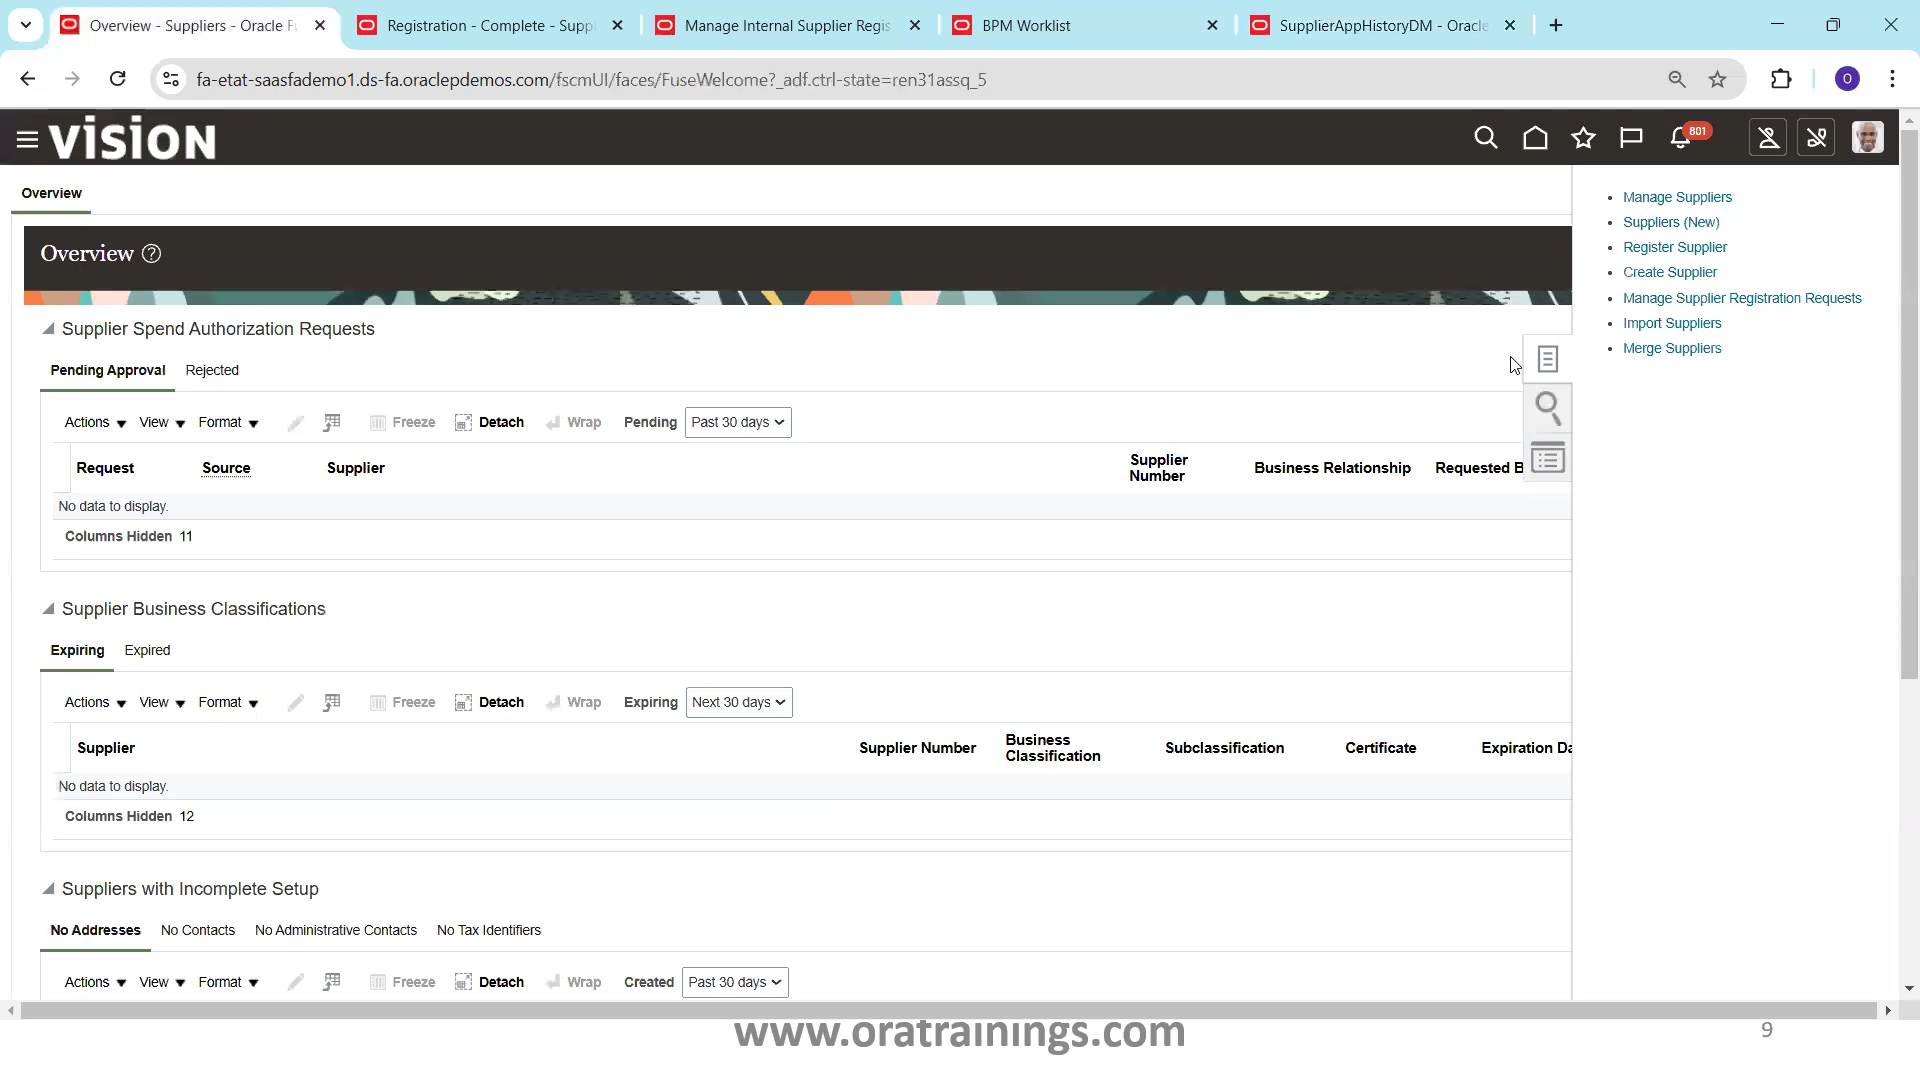 Overview - Suppliers - Oracle Fu
Registration - Complete - Suppl
Manage Internal Supplier Regis
BPM Worklist
SupplierAppHistoryDM - Oracle
fa-etat-saasfademo1.ds-fa.oraclepdemos.com/fscmUI/faces/FuseWelcome?_adf.ctrl-state=ren31assq_5
O
VISION
801
Overview
Overview
Supplier Spend Authorization Requests
Pending Approval Rejected
Actions View Format Freeze Detach Wrap Pending Past 30 days
Request Source Supplier Supplier Number Business Relationship Requested B
No data to display.
Columns Hidden 11
Supplier Business Classifications
Expiring Expired
Actions View Format Freeze Detach Wrap Expiring Next 30 days
Supplier Supplier Number Business Classification Subclassification Certificate Expiration Da
No data to display.
Columns Hidden 12
Suppliers with Incomplete Setup
No Addresses No Contacts No Administrative Contacts No Tax Identifiers
Actions View Format Freeze Detach Wrap Created Past 30 days
Manage Suppliers
Suppliers (New)
Register Supplier
Create Supplier
Manage Supplier Registration Requests
Import Suppliers
Merge Suppliers
www.oratrainings.com
9